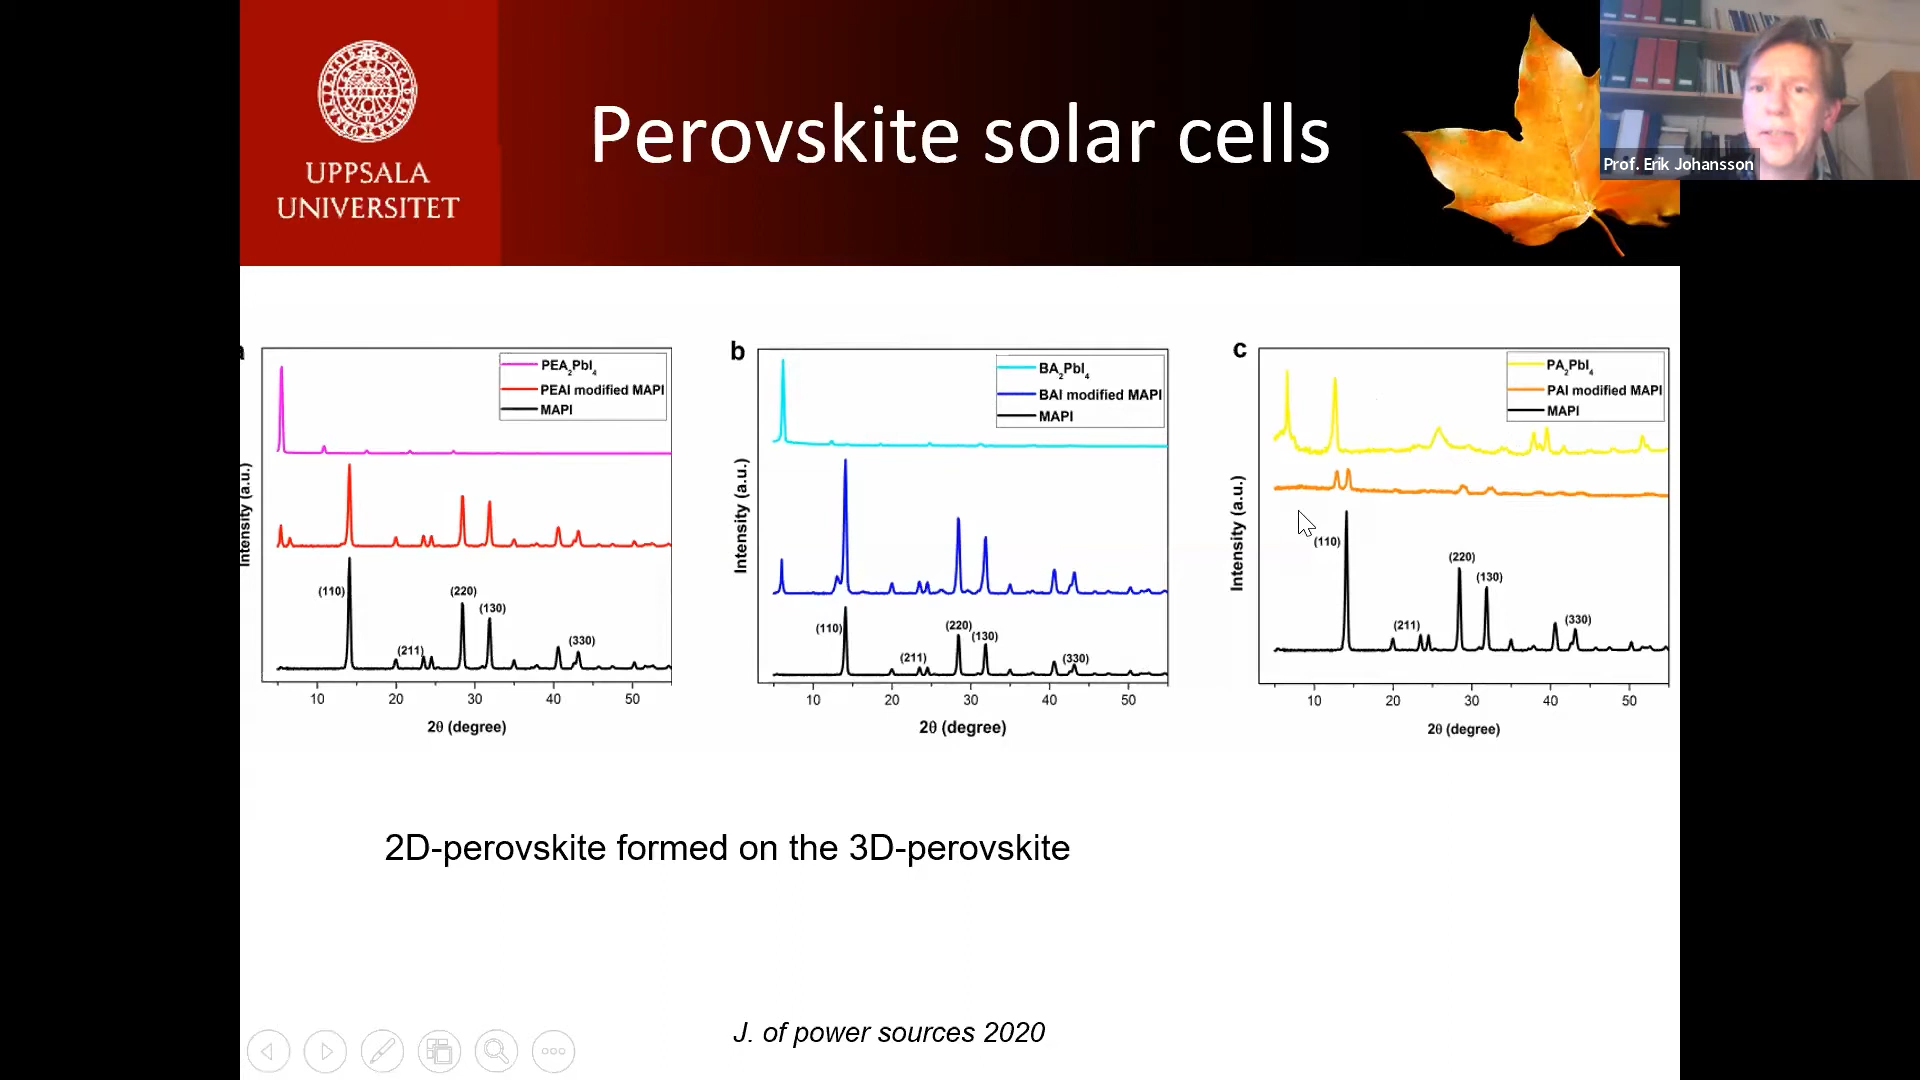 UPPSALA
UNIVERSITET
Perovskite solar cells
Prof. Erik Johansson
a
PEA2PbI4
PEAI modified MAPI
MAPI
Intensity (a.u.)
(110)
(211)
(220)
(130)
(330)
10 20 30 40 50
2θ (degree)
b
BA2PbI4
BAI modified MAPI
MAPI
Intensity (a.u.)
(110)
(211)
(220)
(130)
(330)
10 20 30 40 50
2θ (degree)
c
PA2PbI4
PAI modified MAPI
MAPI
Intensity (a.u.)
(110)
(211)
(220)
(130)
(330)
10 20 30 40 50
2θ (degree)
2D-perovskite formed on the 3D-perovskite
J. of power sources 2020